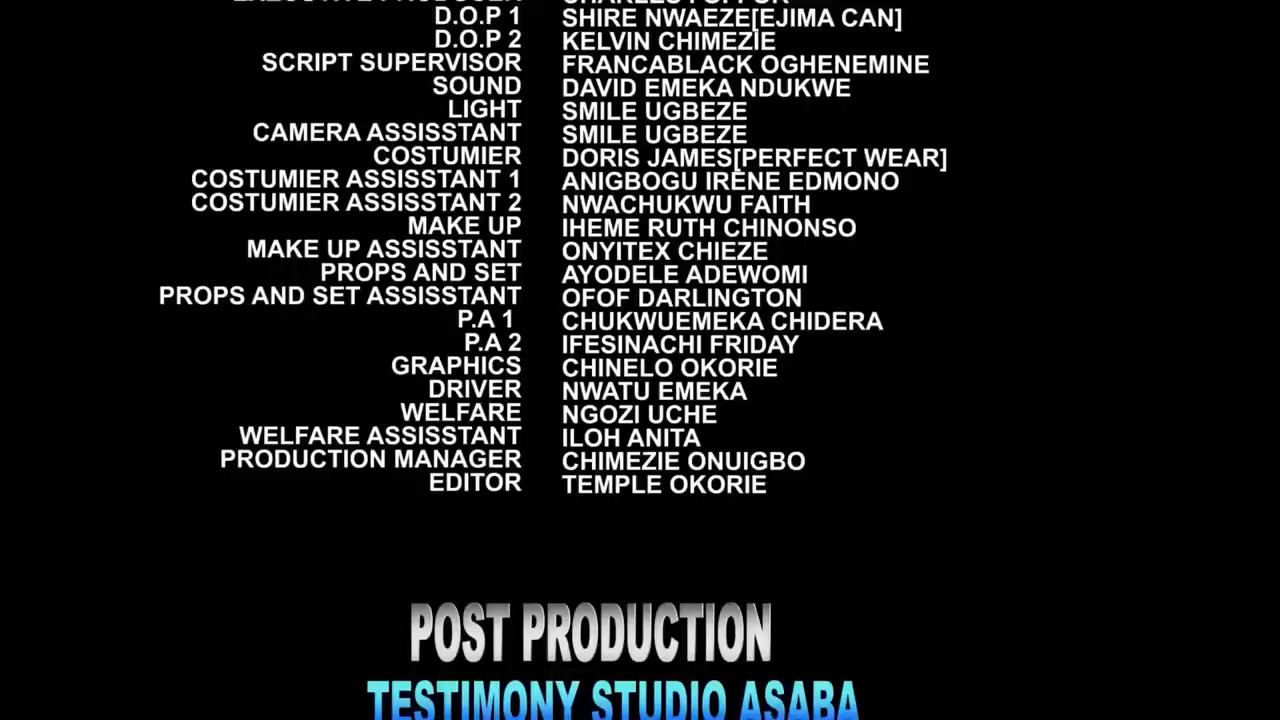 D.O.P 1 SHIRE NWAEZE[EJIMA CAN]
D.O.P 2 KELVIN CHIMEZIE
SCRIPT SUPERVISOR FRANCABLACK OGHENEMINE
SOUND DAVID EMEKA NDUKWE
LIGHT SMILE UGBEZE
CAMERA ASSISSTANT SMILE UGBEZE
COSTUMIER DORIS JAMES[PERFECT WEAR]
COSTUMIER ASSISSTANT 1 ANIGBOGU IRENE EDMONO
COSTUMIER ASSISSTANT 2 NWACHUKWU FAITH
MAKE UP IHEME RUTH CHINONSO
MAKE UP ASSISSTANT ONYITEX CHIEZE
PROPS AND SET AYODELE ADEWOMI
PROPS AND SET ASSISSTANT OFOF DARLINGTON
P.A 1 CHUKWUEMEKA CHIDERA
P.A 2 IFESINACHI FRIDAY
GRAPHICS CHINELO OKORIE
DRIVER NWATU EMEKA
WELFARE NGOZI UCHE
WELFARE ASSISSTANT ILOH ANITA
PRODUCTION MANAGER CHIMEZIE ONUIGBO
EDITOR TEMPLE OKORIE
POST PRODUCTION
TESTIMONY STUDIO ASABA